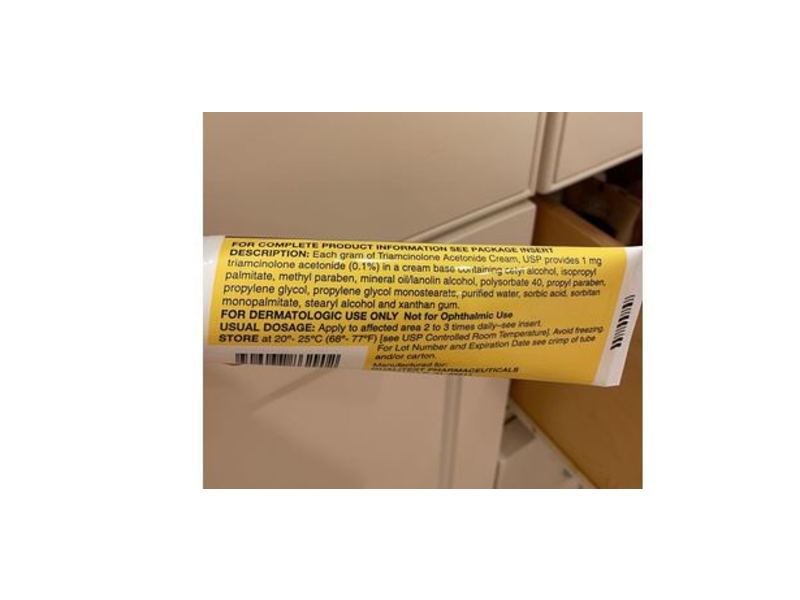 FOR COMPLETE PRODUCT INFORMATION SEE PACKAGE INSERT
DESCRIPTION: Each gram of Triamcinolone Acetonide Cream, USP provides 1 mg
triamcinolone acetonide (0.1%) in a cream base containing cetyl alcohol, isopropyl
palmitate, methyl paraben, mineral oil/lanolin alcohol, polysorbate 40, propyl paraben,
propylene glycol, propylene glycol monostearate, purified water, sorbic acid, sorbitan
monopalmitate, stearyl alcohol and xanthan gum.
FOR DERMATOLOGIC USE ONLY Not for Ophthalmic Use
USUAL DOSAGE: Apply to affected area 2 to 3 times daily–see insert.
STORE at 20°- 25°C (68°- 77°F) [see USP Controlled Room Temperature]. Avoid freezing.
For Lot Number and Expiration Date see crimp of tube
and/or carton.
Manufactured for:
QUALITEST PHARMACEUTICALS